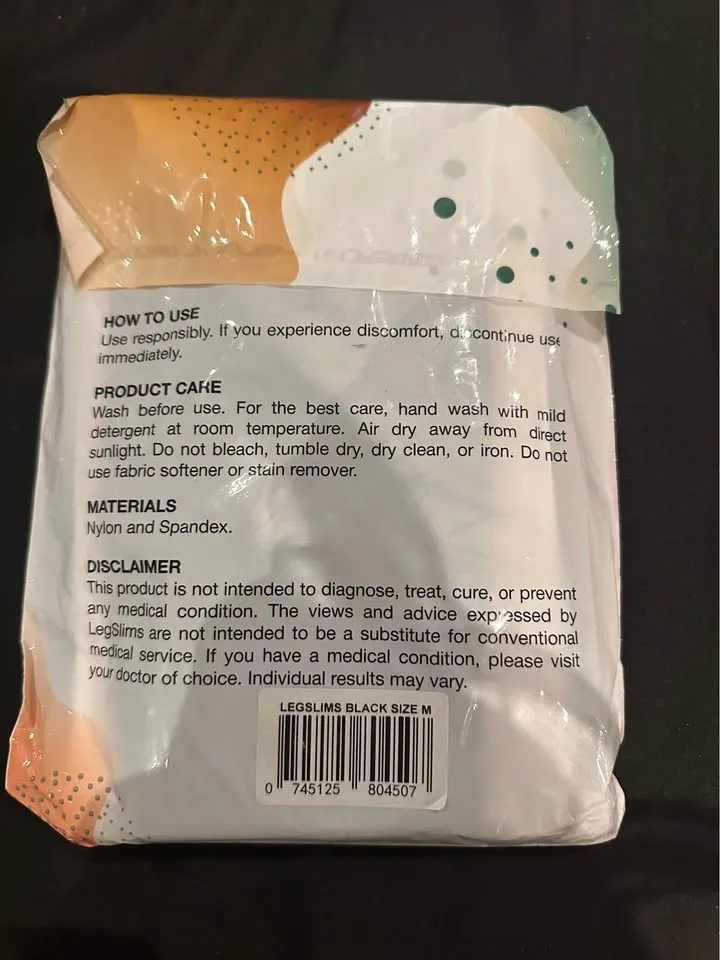 HOW TO USE
Use responsibly. If you experience discomfort, discontinue use
immediately.
PRODUCT CARE
Wash before use. For the best care, hand wash with mild
detergent at room temperature. Air dry away from direct
sunlight. Do not bleach, tumble dry, dry clean, or iron. Do not
use fabric softener or stain remover.
MATERIALS
Nylon and Spandex.
DISCLAIMER
This product is not intended to diagnose, treat, cure, or prevent
any medical condition. The views and advice expressed by
LegSlims are not intended to be a substitute for conventional
medical service. If you have a medical condition, please visit
your doctor of choice. Individual results may vary.
LEGSLIMS BLACK SIZE M
0 745125 804507